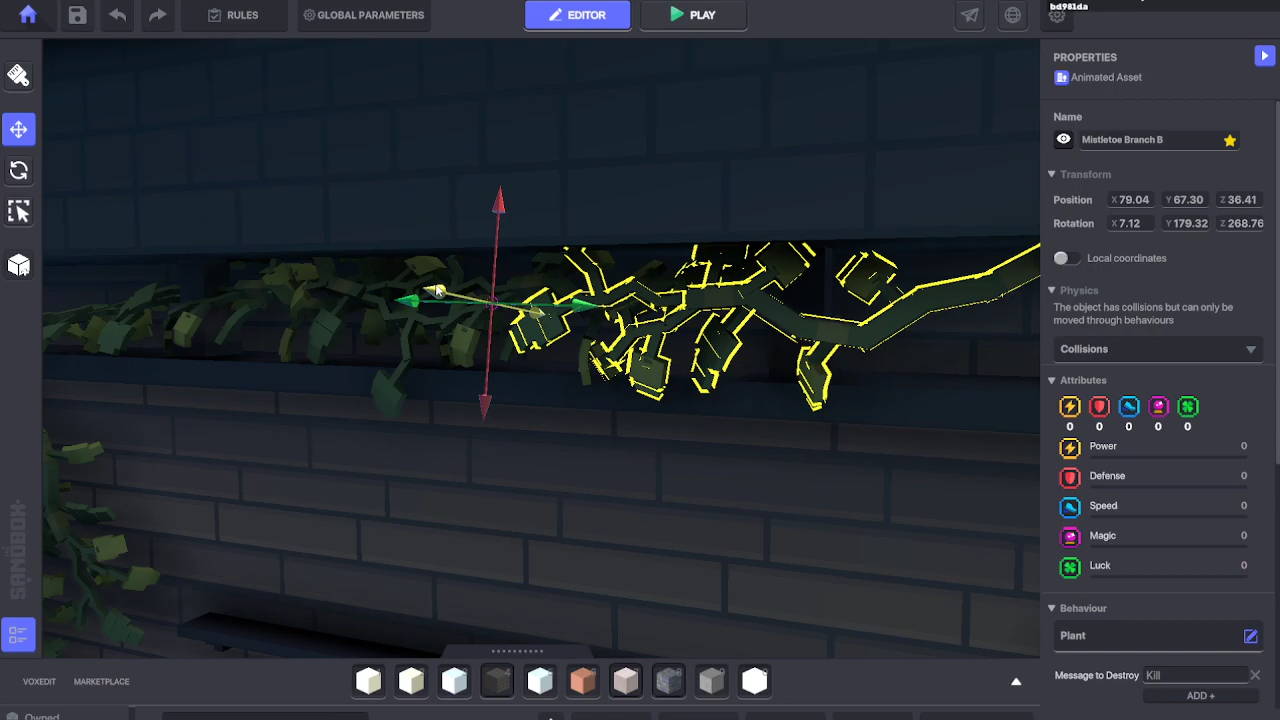 bd981da
RULES
GLOBAL PARAMETERS
EDITOR
PLAY
PROPERTIES
Animated Asset
Name
Mistletoe Branch B
Transform
Position X 79.04 Y 67.30 Z 36.41
Rotation X 7.12 Y 179.32 Z 268.76
Local coordinates
Physics
The object has collisions but can only be
moved through behaviours
Collisions
Attributes
0 0 0 0 0
Power 0
Defense 0
Speed 0
Magic 0
Luck 0
Behaviour
Plant
Message to Destroy Kill
ADD +
SANDBOX
VOXEDIT MARKETPLACE
Owned